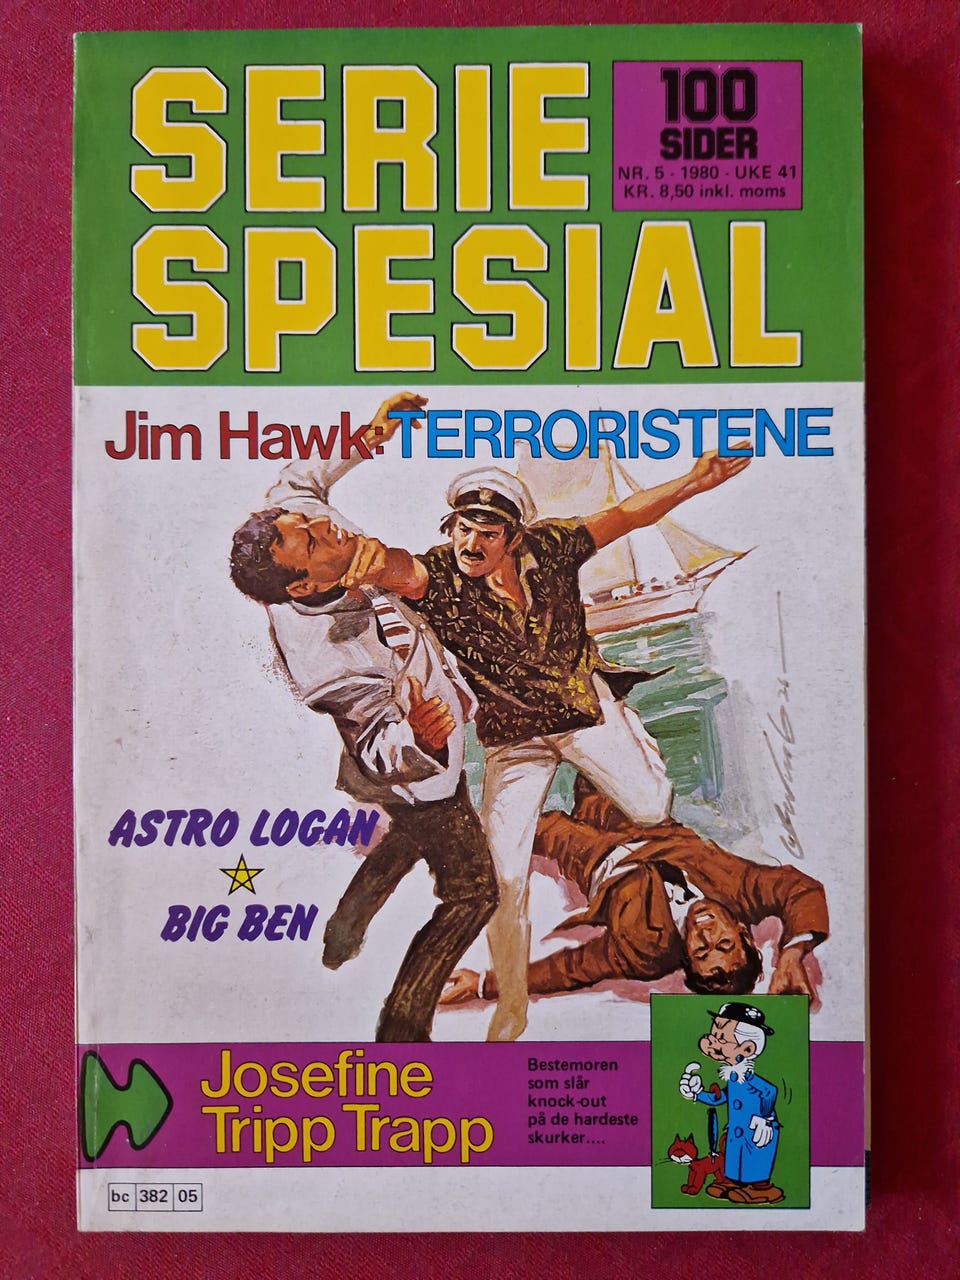 SERIE
SPESIAL
100
SIDER
NR. 5 - 1980 - UKE 41
KR. 8,50 inkl. moms
Jim Hawk: TERRORISTENE
ASTRO LOGAN
BIG BEN
Josefine
Tripp Trapp
Bestemoren
som slår
knock-out
på de hardeste
skurker....
bc 382 05